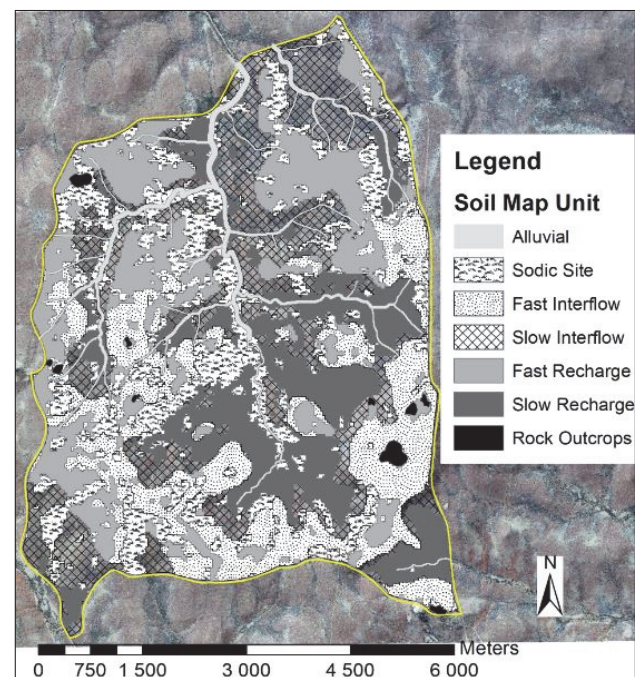 Legend
Soil Map Unit
Alluvial
Sodic Site
Fast Interflow
Slow Interflow
Fast Recharge
Slow Recharge
Rock Outcrops
N
Meters
0 750 1 500 3 000 4 500 6 000